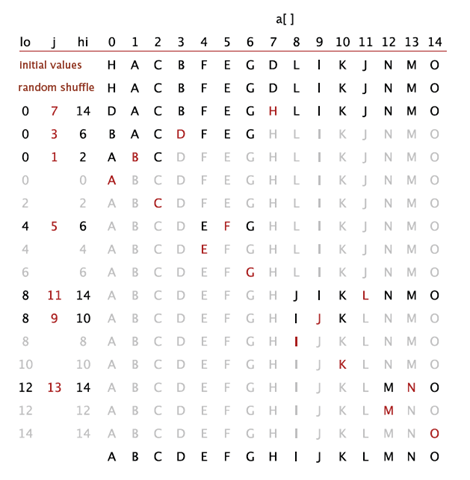 a[ ]
lo j hi 0 1 2 3 4 5 6 7 8 9 10 11 12 13 14
initial values H A C B F E G D L I K J N M O
random shuffle H A C B F E G D L I K J N M O
0 7 14 D A C B F E G H L I K J N M O
0 3 6 B A C D F E G H L I K J N M O
0 1 2 A B C D F E G H L I K J N M O
0 0 A B C D F E G H L I K J N M O
2 2 A B C D F E G H L I K J N M O
4 5 6 A B C D E F G H L I K J N M O
4 4 A B C D E F G H L I K J N M O
6 6 A B C D E F G H L I K J N M O
8 11 14 A B C D E F G H J I K L N M O
8 9 10 A B C D E F G H I J K L N M O
8 8 A B C D E F G H I J K L N M O
10 10 A B C D E F G H I J K L N M O
12 13 14 A B C D E F G H I J K L M N O
12 12 A B C D E F G H I J K L M N O
14 14 A B C D E F G H I J K L M N O
A B C D E F G H I J K L M N O